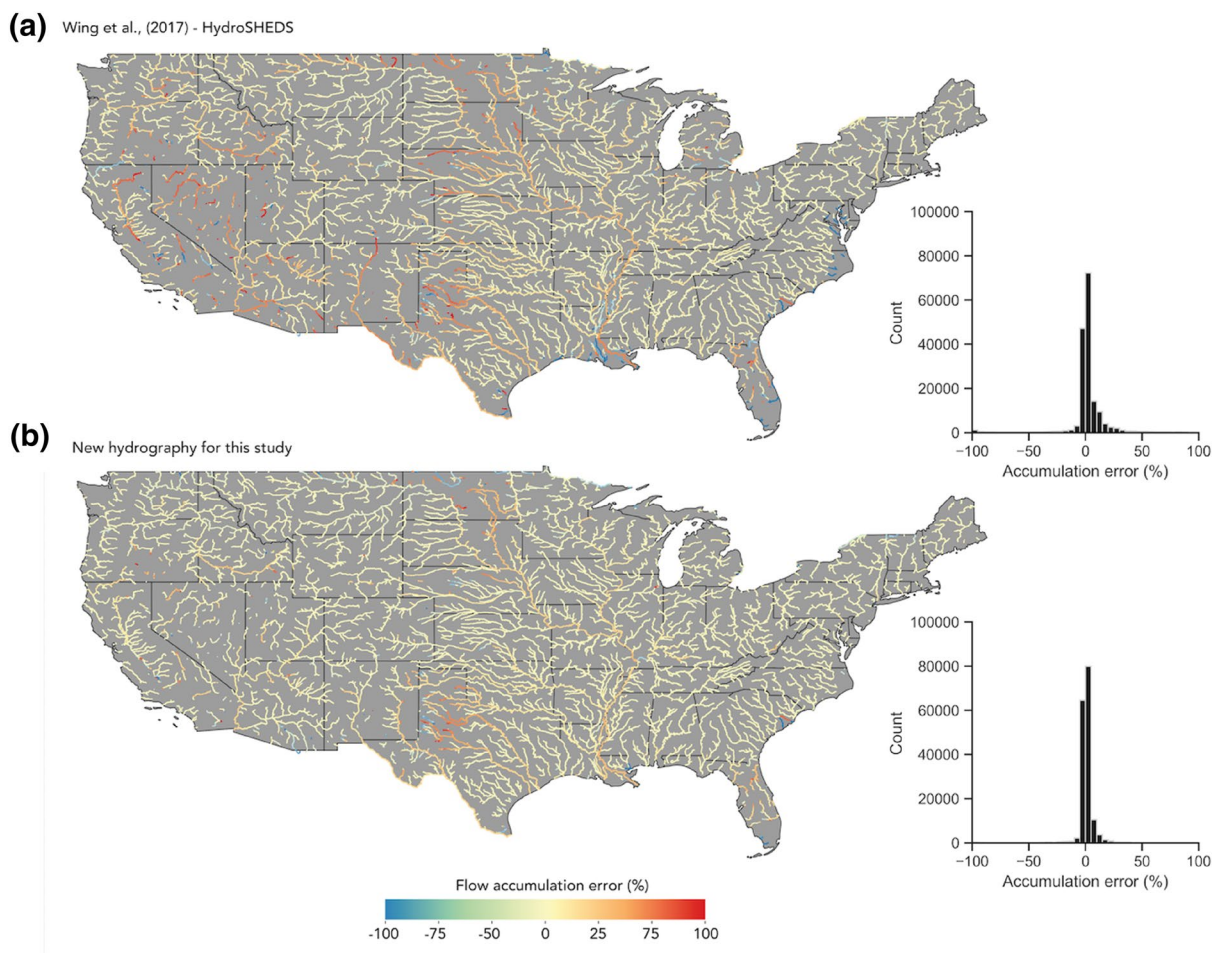 (a) Wing et al., (2017) - HydroSHEDS
100000
80000
60000
40000
20000
0
Count
−100 −50 0 50 100
Accumulation error (%)
(b) New hydrography for this study
100000
80000
60000
40000
20000
0
Count
−100 −50 0 50 100
Accumulation error (%)
Flow accumulation error (%)
-100 -75 -50 0 25 75 100